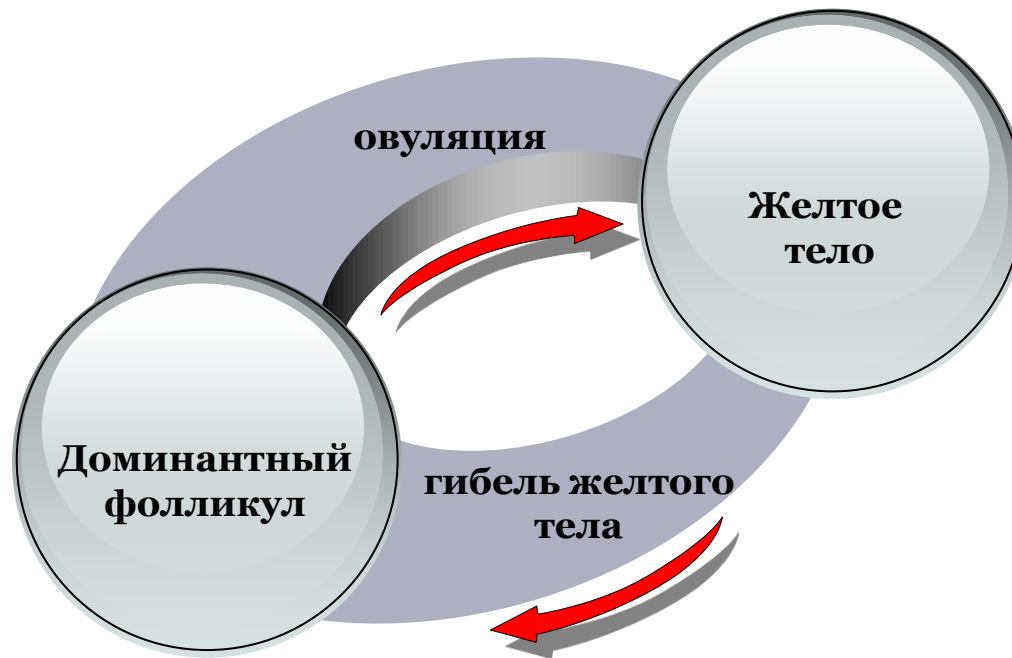 овуляция
Желтое
тело
Доминантный
фолликул
гибель желтого
тела